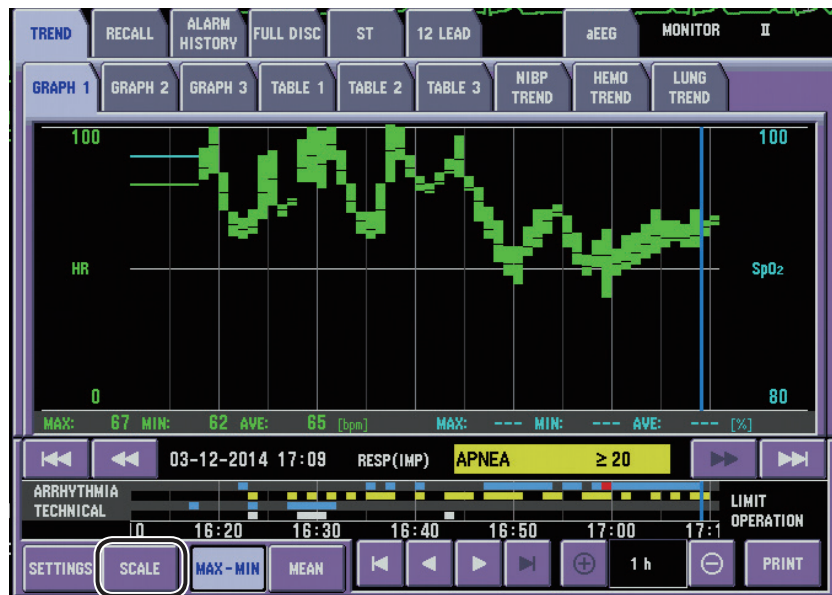 TREND RECALL ALARM HISTORY FULL DISC ST 12 LEAD aEEG MONITOR II
GRAPH 1 GRAPH 2 GRAPH 3 TABLE 1 TABLE 2 TABLE 3 NIBP TREND HEMO TREND LUNG TREND
100 100
HR SpO2
0 80
MAX: 67 MIN: 62 AVE: 65 [bpm] MAX: --- MIN: --- AVE: --- [%]
03-12-2014 17:09 RESP(IMP) APNEA ≥ 20
ARRHYTHMIA
TECHNICAL
LIMIT
OPERATION
0 16:20 16:30 16:40 16:50 17:00 17:1
SETTINGS SCALE MAX-MIN MEAN 1 h PRINT